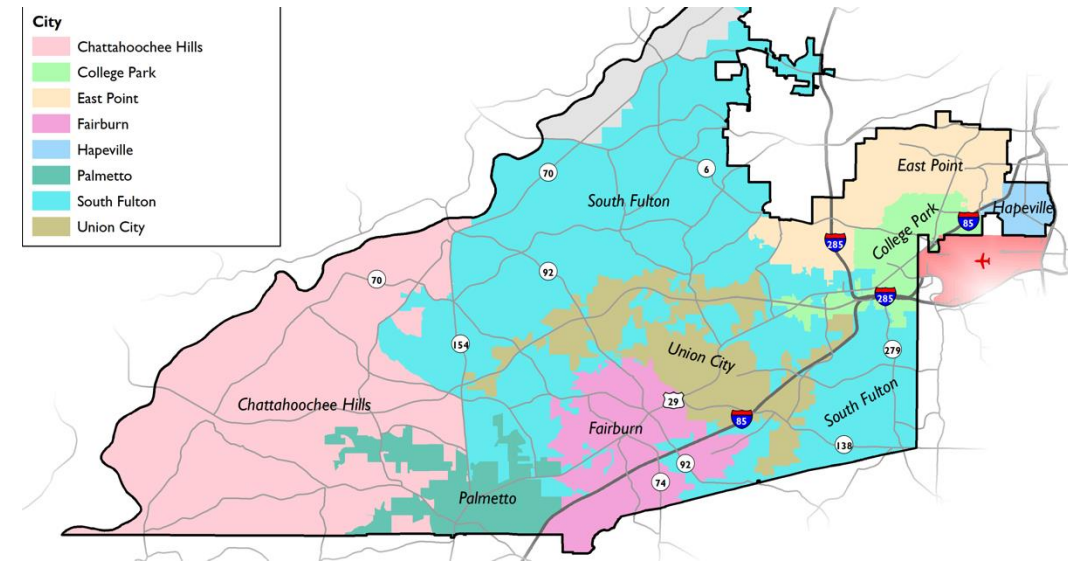 City
Chattahoochee Hills
College Park
East Point
Fairburn
Hapeville
Palmetto
South Fulton
Union City
East Point
70
6
South Fulton
College Park
85
Hapeville
285
92
70
285
154
Union City
279
Chattahoochee Hills
29
South Fulton
Fairburn
85
138
92
74
Palmetto